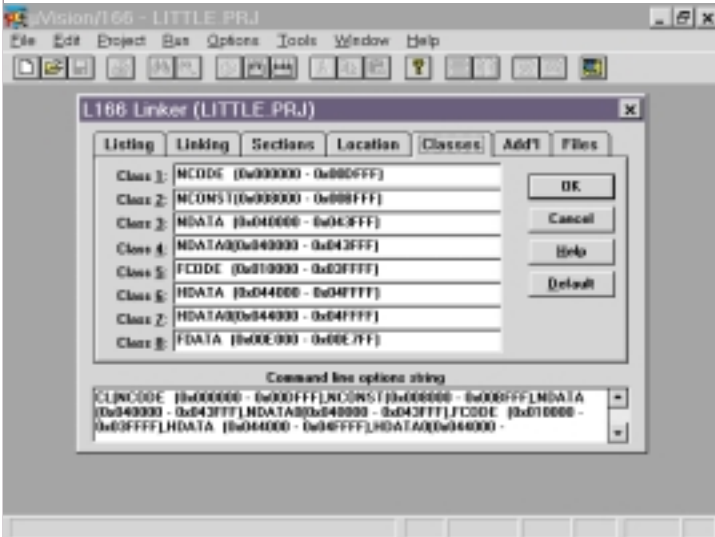 µVision/166 - LITTLE.PRJ
File Edit Project Run Options Tools Window Help
L166 Linker (LITTLE.PRJ)
Listing Linking Sections Location Classes Add'l Files
Class 1: NCODE (0x000000 - 0x00DFFF)
Class 2: NCONST(0x008000 - 0x00BFFF)
Class 3: NDATA (0x040000 - 0x043FFF)
Class 4: NDATA0(0x040000 - 0x043FFF)
Class 5: FCODE (0x010000 - 0x03FFFF)
Class 6: HDATA (0x044000 - 0x04FFFF)
Class 7: HDATA0(0x044000 - 0x04FFFF)
Class 8: FDATA (0x00E000 - 0x00E7FF)
OK
Cancel
Help
Default
Command line options string
CL(NCODE (0x000000 - 0x00DFFF),NCONST(0x008000 - 0x00BFFF),NDATA
(0x040000 - 0x043FFF),NDATA0(0x040000 - 0x043FFF),FCODE (0x010000 -
0x03FFFF),HDATA (0x044000 - 0x04FFFF),HDATA0(0x044000 -